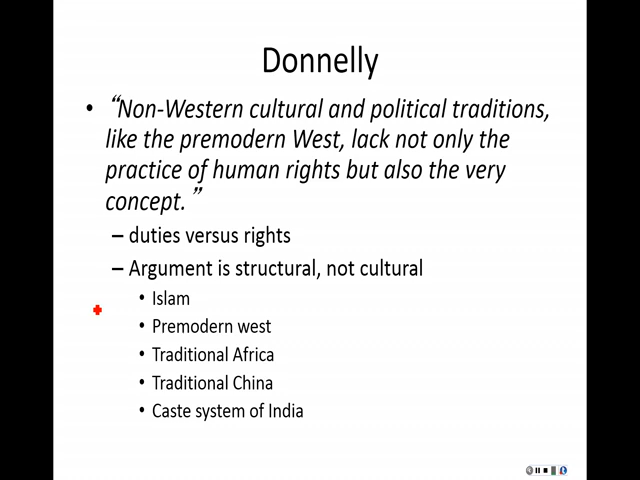 Donnelly
• “Non-Western cultural and political traditions,
like the premodern West, lack not only the
practice of human rights but also the very
concept.”
– duties versus rights
– Argument is structural, not cultural
• Islam
• Premodern west
• Traditional Africa
• Traditional China
• Caste system of India